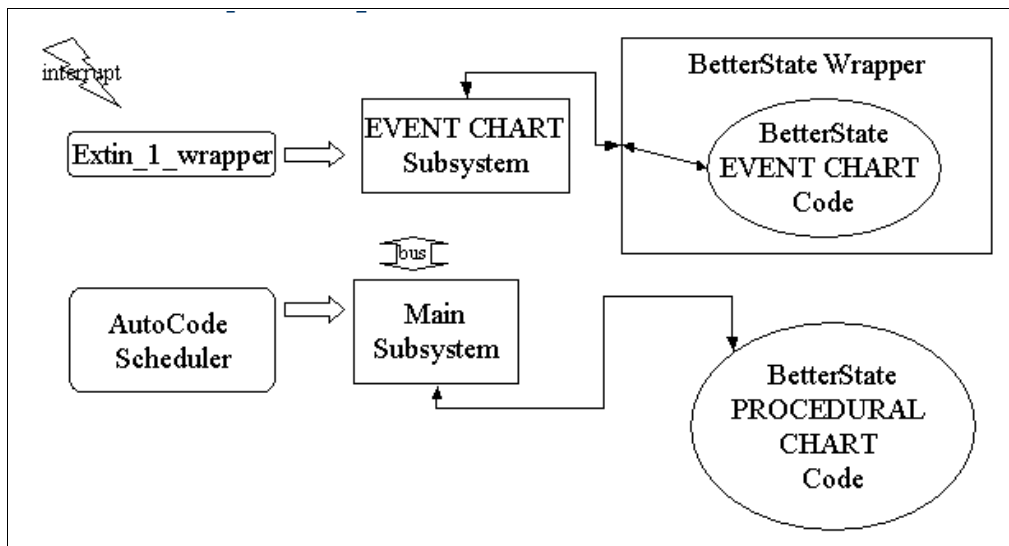 interrupt
BetterState Wrapper
Extin_1_wrapper
EVENT CHART
Subsystem
BetterState
EVENT CHART
Code
bus
AutoCode
Scheduler
Main
Subsystem
BetterState
PROCEDURAL
CHART
Code